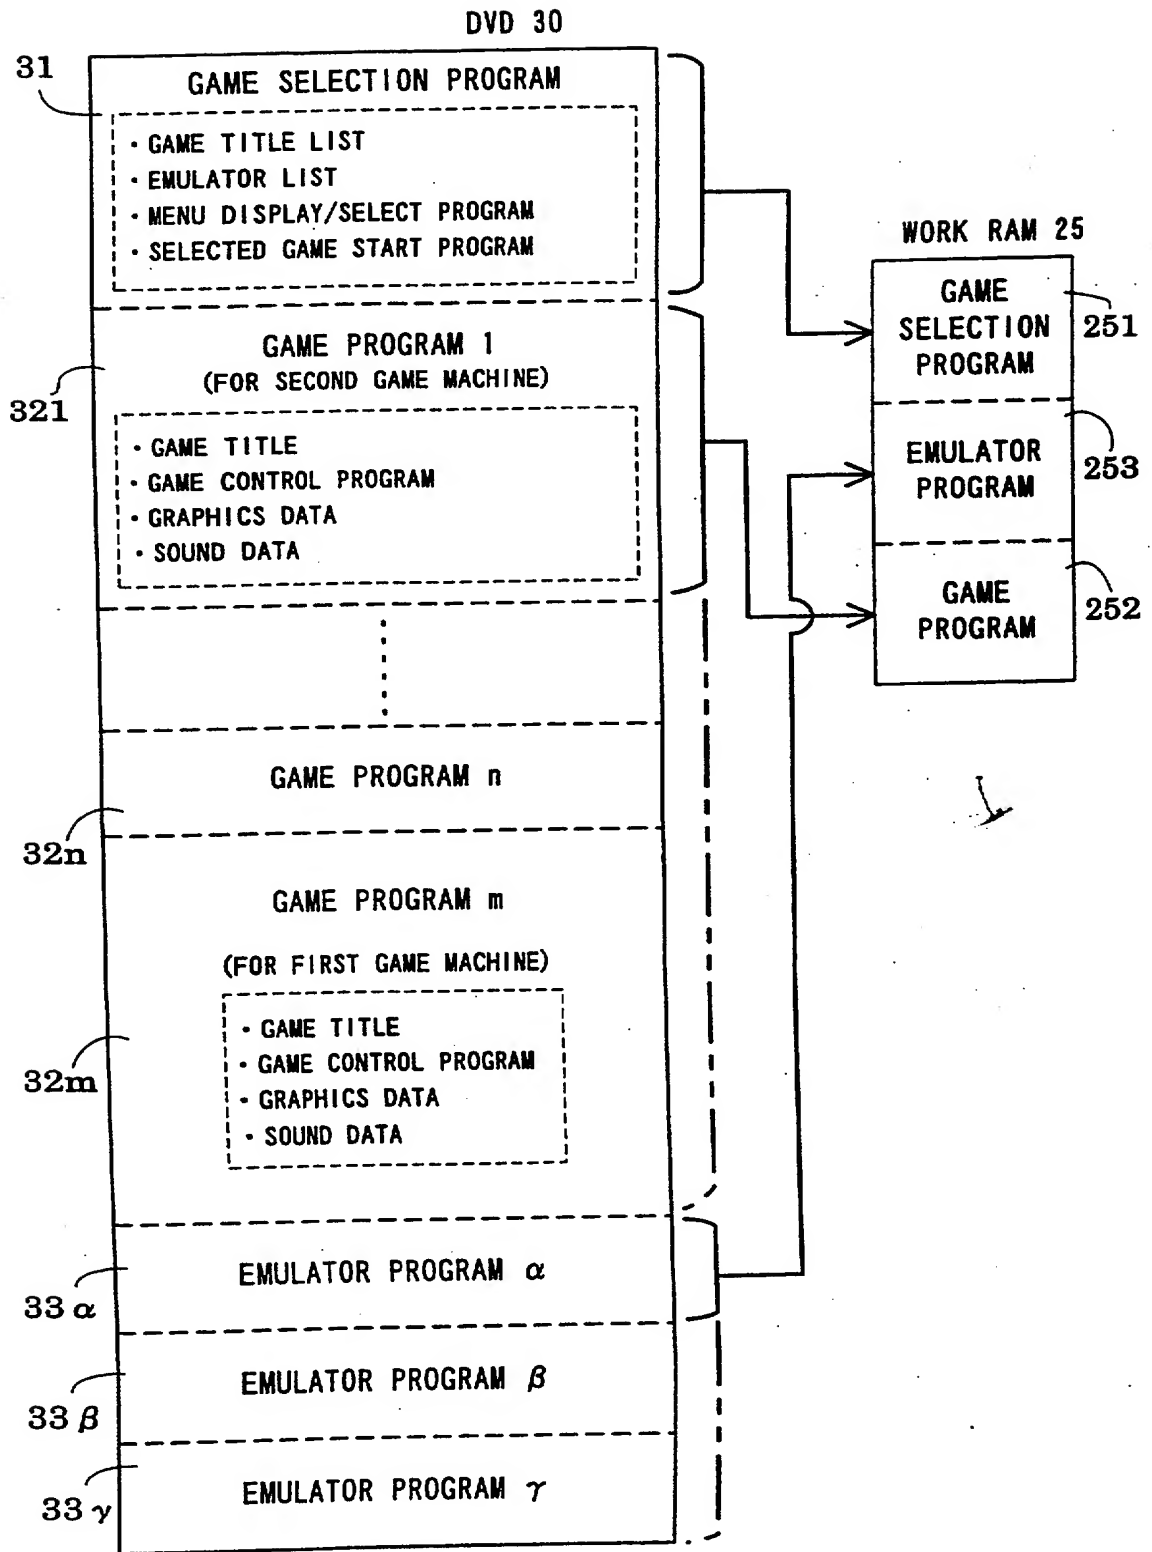 DVD 30
31
GAME SELECTION PROGRAM
· GAME TITLE LIST
· EMULATOR LIST
· MENU DISPLAY/SELECT PROGRAM
· SELECTED GAME START PROGRAM
321
GAME PROGRAM 1
(FOR SECOND GAME MACHINE)
· GAME TITLE
· GAME CONTROL PROGRAM
· GRAPHICS DATA
· SOUND DATA
32n
GAME PROGRAM n
32m
GAME PROGRAM m
(FOR FIRST GAME MACHINE)
· GAME TITLE
· GAME CONTROL PROGRAM
· GRAPHICS DATA
· SOUND DATA
33α
EMULATOR PROGRAM α
33β
EMULATOR PROGRAM β
33γ
EMULATOR PROGRAM γ
WORK RAM 25
GAME
SELECTION
PROGRAM
251
EMULATOR
PROGRAM
253
GAME
PROGRAM
252